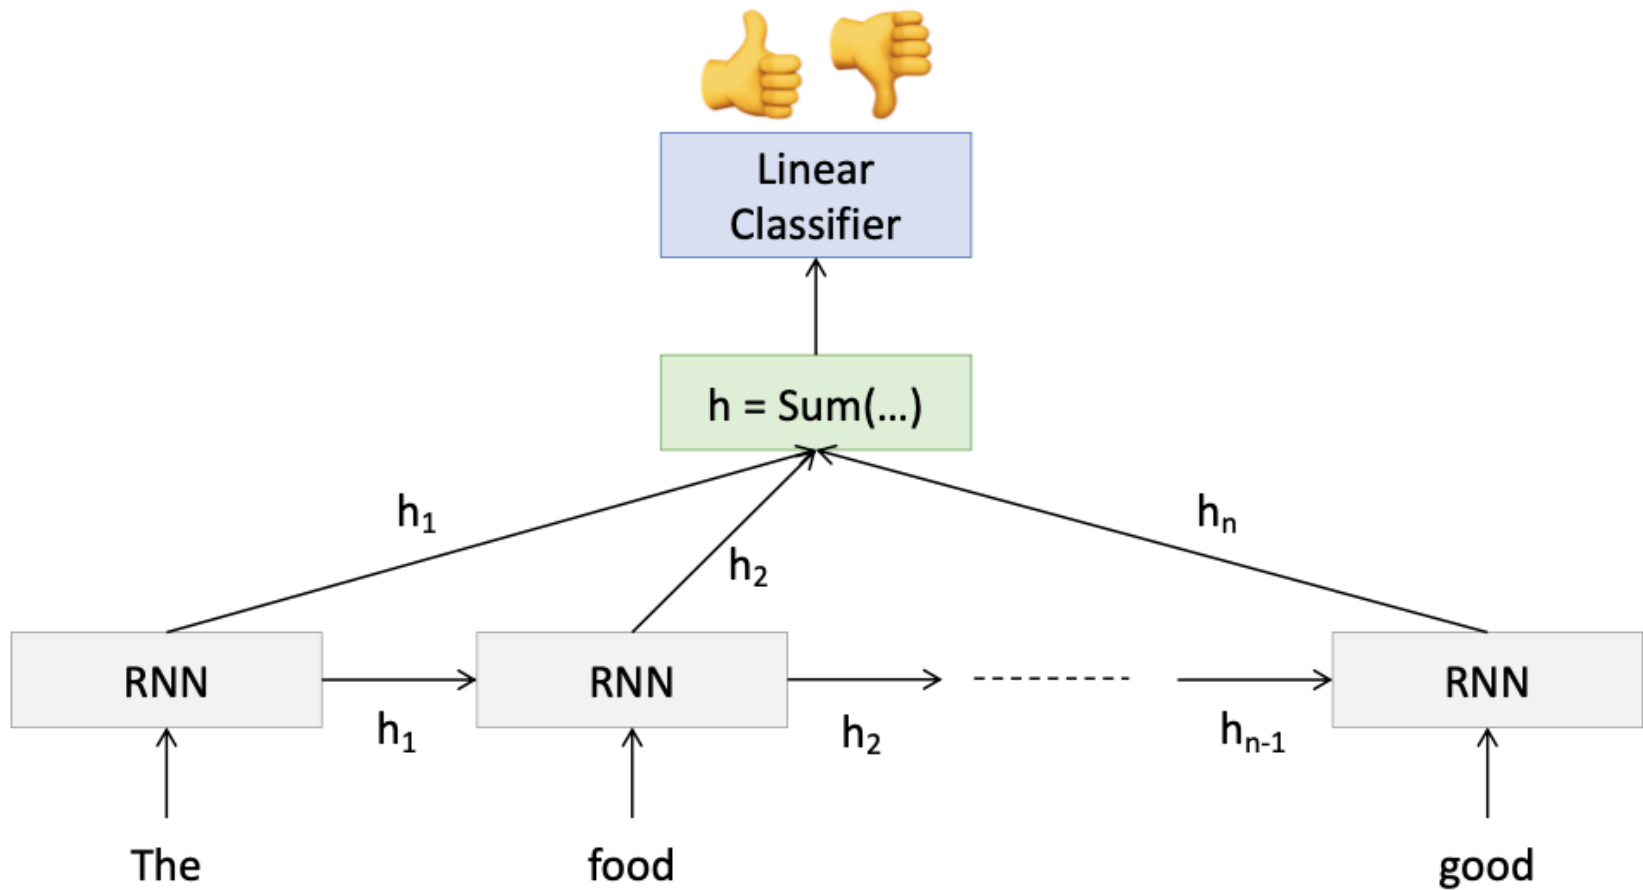 Linear
Classifier
h = Sum(...)
h₁
hₙ
h₂
RNN
RNN
RNN
h₁
h₂
hₙ₋₁
The
food
good